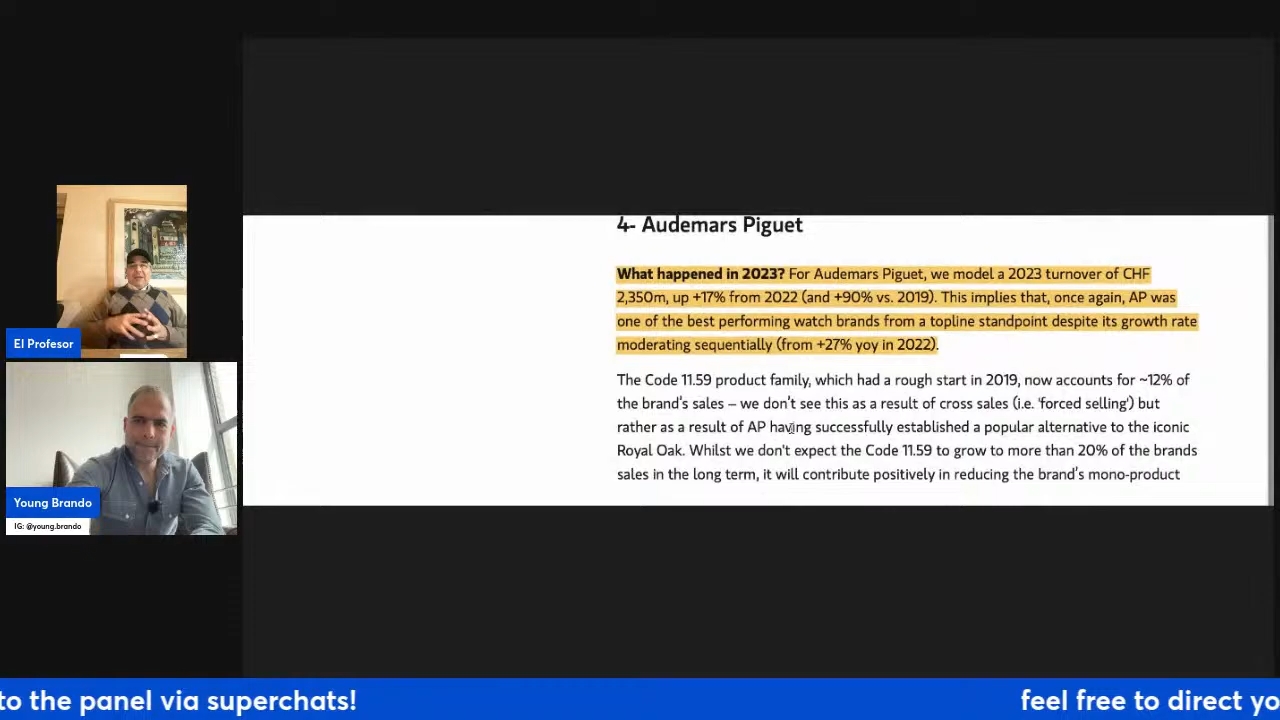 4- Audemars Piguet
What happened in 2023? For Audemars Piguet, we model a 2023 turnover of CHF
2,350m, up +17% from 2022 (and +90% vs. 2019). This implies that, once again, AP was
one of the best performing watch brands from a topline standpoint despite its growth rate
moderating sequentially (from +27% yoy in 2022).
The Code 11.59 product family, which had a rough start in 2019, now accounts for ~12% of
the brand's sales – we don't see this as a result of cross sales (i.e. 'forced selling') but
rather as a result of AP having successfully established a popular alternative to the iconic
Royal Oak. Whilst we don't expect the Code 11.59 to grow to more than 20% of the brands
sales in the long term, it will contribute positively in reducing the brand's mono-product
El Profesor
Young Brando
IG: @young.brando
to the panel via superchats!
feel free to direct yo